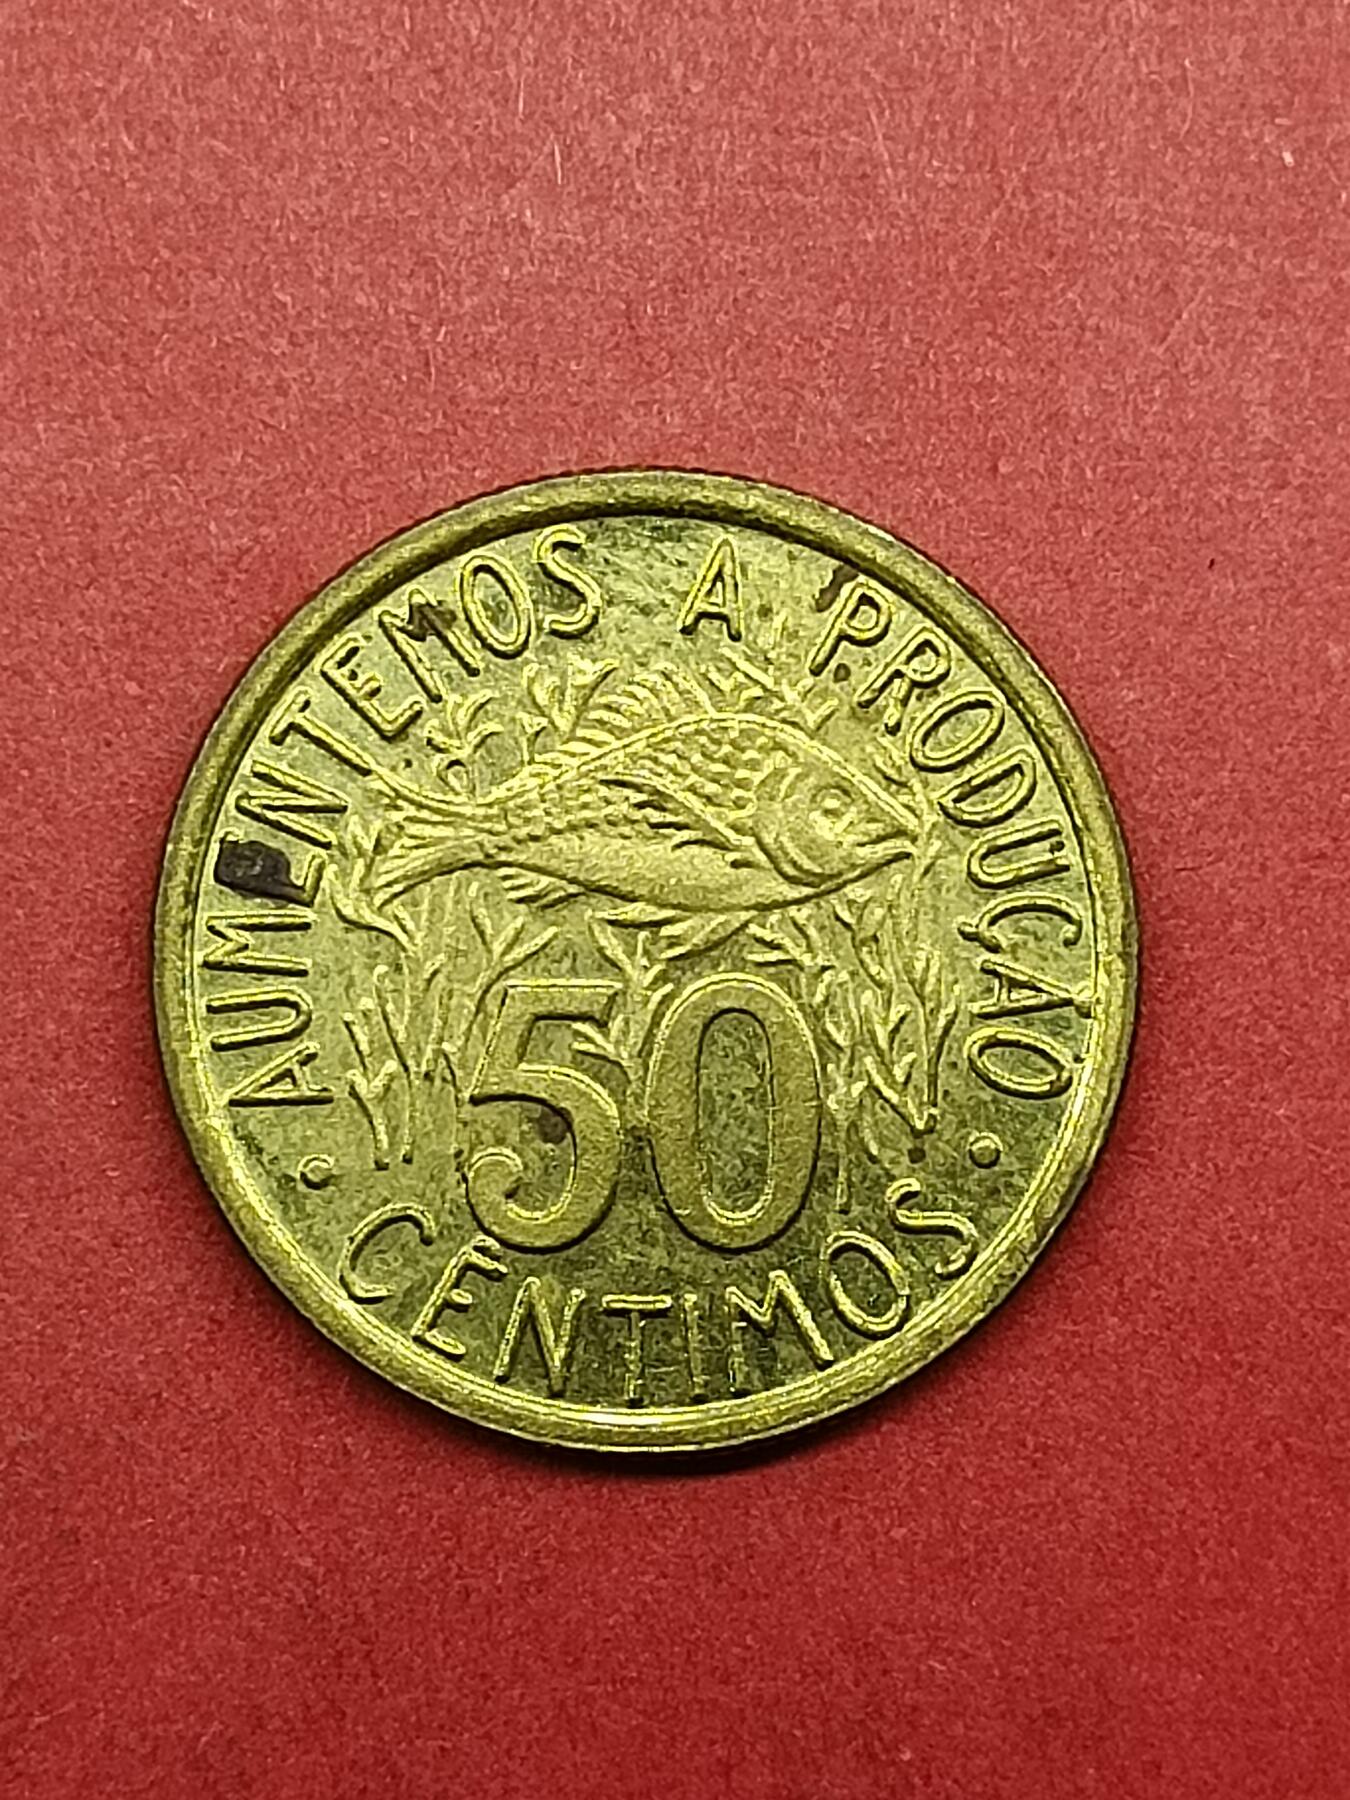 AUMENTEMOS A PRODUÇÃO
50
CENTIMOS